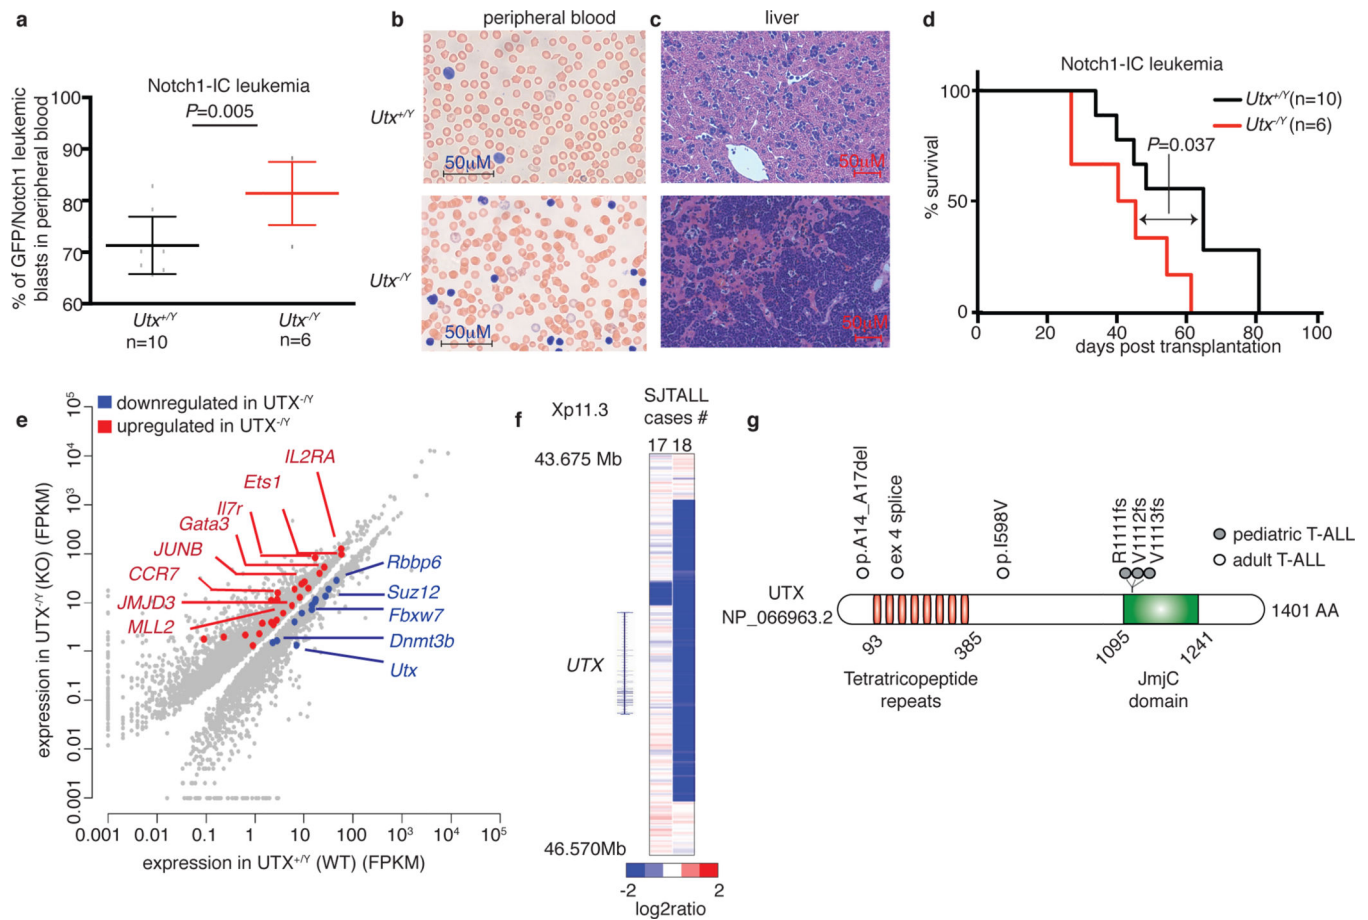 a
Notch1-IC leukemia
P=0.005
% of GFP/Notch1 leukemic
blasts in peripheral blood
100
90
80
70
60
Utx+/Y
n=10
Utx-/Y
n=6
b
peripheral blood
c
liver
Utx+/Y
50µM
50µM
Utx-/Y
50µM
50µM
d
Notch1-IC leukemia
Utx+/Y(n=10)
Utx-/Y(n=6)
P=0.037
% survival
100
50
0
0
20
40
60
80
100
days post transplantation
e
downregulated in UTX-/Y
upregulated in UTX-/Y
expression in UTX-/Y (KO) (FPKM)
10⁵
10⁴
10³
100
10
1
0.1
0.01
0.001
IL2RA
Ets1
Il7r
Gata3
JUNB
CCR7
JMJD3
MLL2
Rbbp6
Suz12
Fbxw7
Dnmt3b
Utx
0.001
0.01
0.1
1
10
100
10³
10⁴
10⁵
expression in UTX+/Y (WT) (FPKM)
f
Xp11.3
SJTALL
cases #
17 18
43.675 Mb
UTX
46.570Mb
-2
2
log2ratio
g
p.A14_A17del
ex 4 splice
p.I598V
R1111fs
V1112fs
V1113fs
pediatric T-ALL
adult T-ALL
UTX
NP_066963.2
1401 AA
93
385
1095
1241
Tetratricopeptide
repeats
JmjC
domain